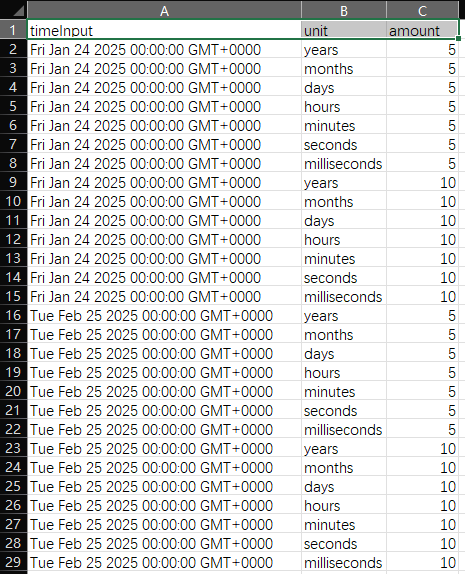 A B C
1 timeInput unit amount
2 Fri Jan 24 2025 00:00:00 GMT+0000 years 5
3 Fri Jan 24 2025 00:00:00 GMT+0000 months 5
4 Fri Jan 24 2025 00:00:00 GMT+0000 days 5
5 Fri Jan 24 2025 00:00:00 GMT+0000 hours 5
6 Fri Jan 24 2025 00:00:00 GMT+0000 minutes 5
7 Fri Jan 24 2025 00:00:00 GMT+0000 seconds 5
8 Fri Jan 24 2025 00:00:00 GMT+0000 milliseconds 5
9 Fri Jan 24 2025 00:00:00 GMT+0000 years 10
10 Fri Jan 24 2025 00:00:00 GMT+0000 months 10
11 Fri Jan 24 2025 00:00:00 GMT+0000 days 10
12 Fri Jan 24 2025 00:00:00 GMT+0000 hours 10
13 Fri Jan 24 2025 00:00:00 GMT+0000 minutes 10
14 Fri Jan 24 2025 00:00:00 GMT+0000 seconds 10
15 Fri Jan 24 2025 00:00:00 GMT+0000 milliseconds 10
16 Tue Feb 25 2025 00:00:00 GMT+0000 years 5
17 Tue Feb 25 2025 00:00:00 GMT+0000 months 5
18 Tue Feb 25 2025 00:00:00 GMT+0000 days 5
19 Tue Feb 25 2025 00:00:00 GMT+0000 hours 5
20 Tue Feb 25 2025 00:00:00 GMT+0000 minutes 5
21 Tue Feb 25 2025 00:00:00 GMT+0000 seconds 5
22 Tue Feb 25 2025 00:00:00 GMT+0000 milliseconds 5
23 Tue Feb 25 2025 00:00:00 GMT+0000 years 10
24 Tue Feb 25 2025 00:00:00 GMT+0000 months 10
25 Tue Feb 25 2025 00:00:00 GMT+0000 days 10
26 Tue Feb 25 2025 00:00:00 GMT+0000 hours 10
27 Tue Feb 25 2025 00:00:00 GMT+0000 minutes 10
28 Tue Feb 25 2025 00:00:00 GMT+0000 seconds 10
29 Tue Feb 25 2025 00:00:00 GMT+0000 milliseconds 10